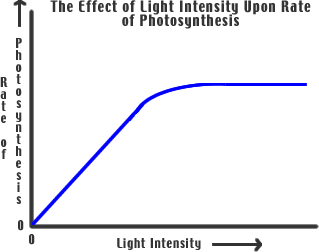 The Effect of Light Intensity Upon Rate
of Photosynthesis
Rate of
Photosynthesis
0
0
Light Intensity